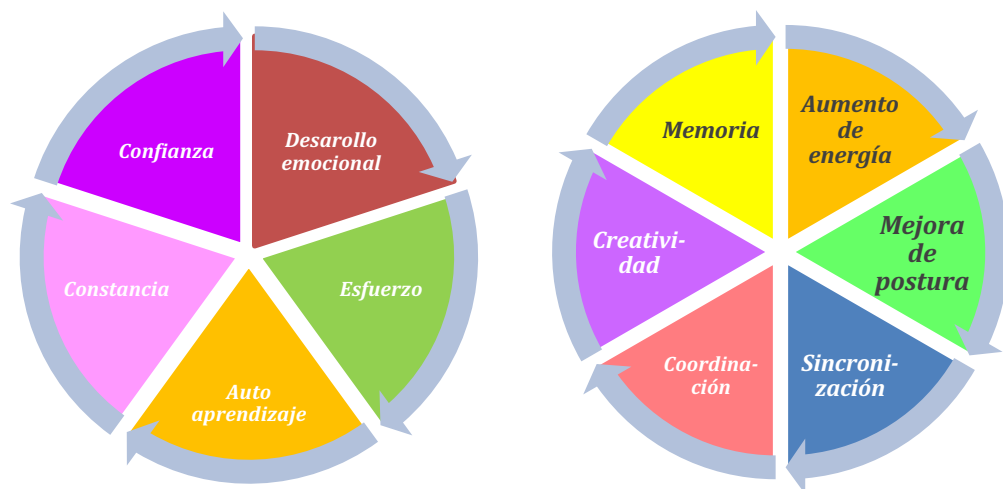 Confianza
Desarollo
emocional
Esfuerzo
Auto
aprendizaje
Constancia
Memoria
Aumento
de
energía
Mejora
de
postura
Sincroni-
zación
Coordina-
ción
Creativi-
dad